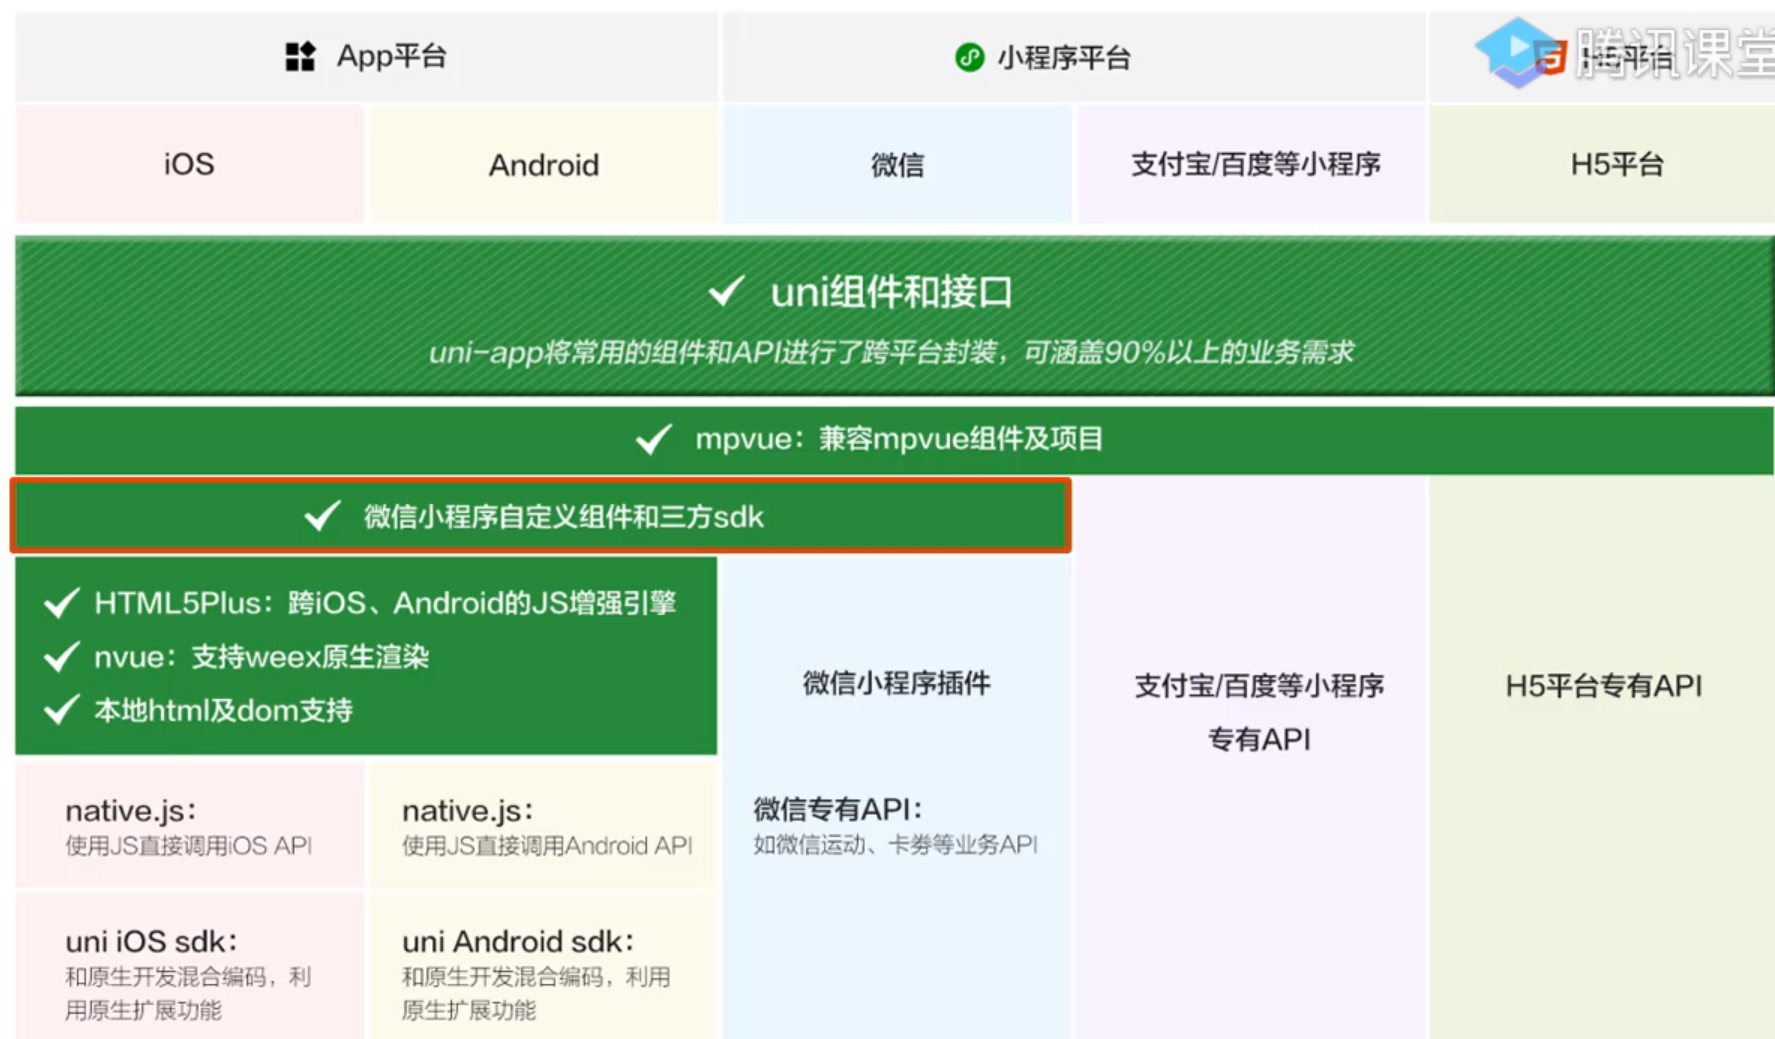 App平台
小程序平台
H5平台
腾讯课堂
iOS
Android
微信
支付宝/百度等小程序
H5平台
uni组件和接口
uni-app将常用的组件和API进行了跨平台封装，可涵盖90%以上的业务需求
mpvue：兼容mpvue组件及项目
微信小程序自定义组件和三方sdk
HTML5Plus：跨iOS、Android的JS增强引擎
nvue：支持weex原生渲染
本地html及dom支持
微信小程序插件
支付宝/百度等小程序
专有API
H5平台专有API
native.js：
使用JS直接调用iOS API
native.js：
使用JS直接调用Android API
微信专有API：
如微信运动、卡券等业务API
uni iOS sdk：
和原生开发混合编码，利
用原生扩展功能
uni Android sdk：
和原生开发混合编码，利用
原生扩展功能